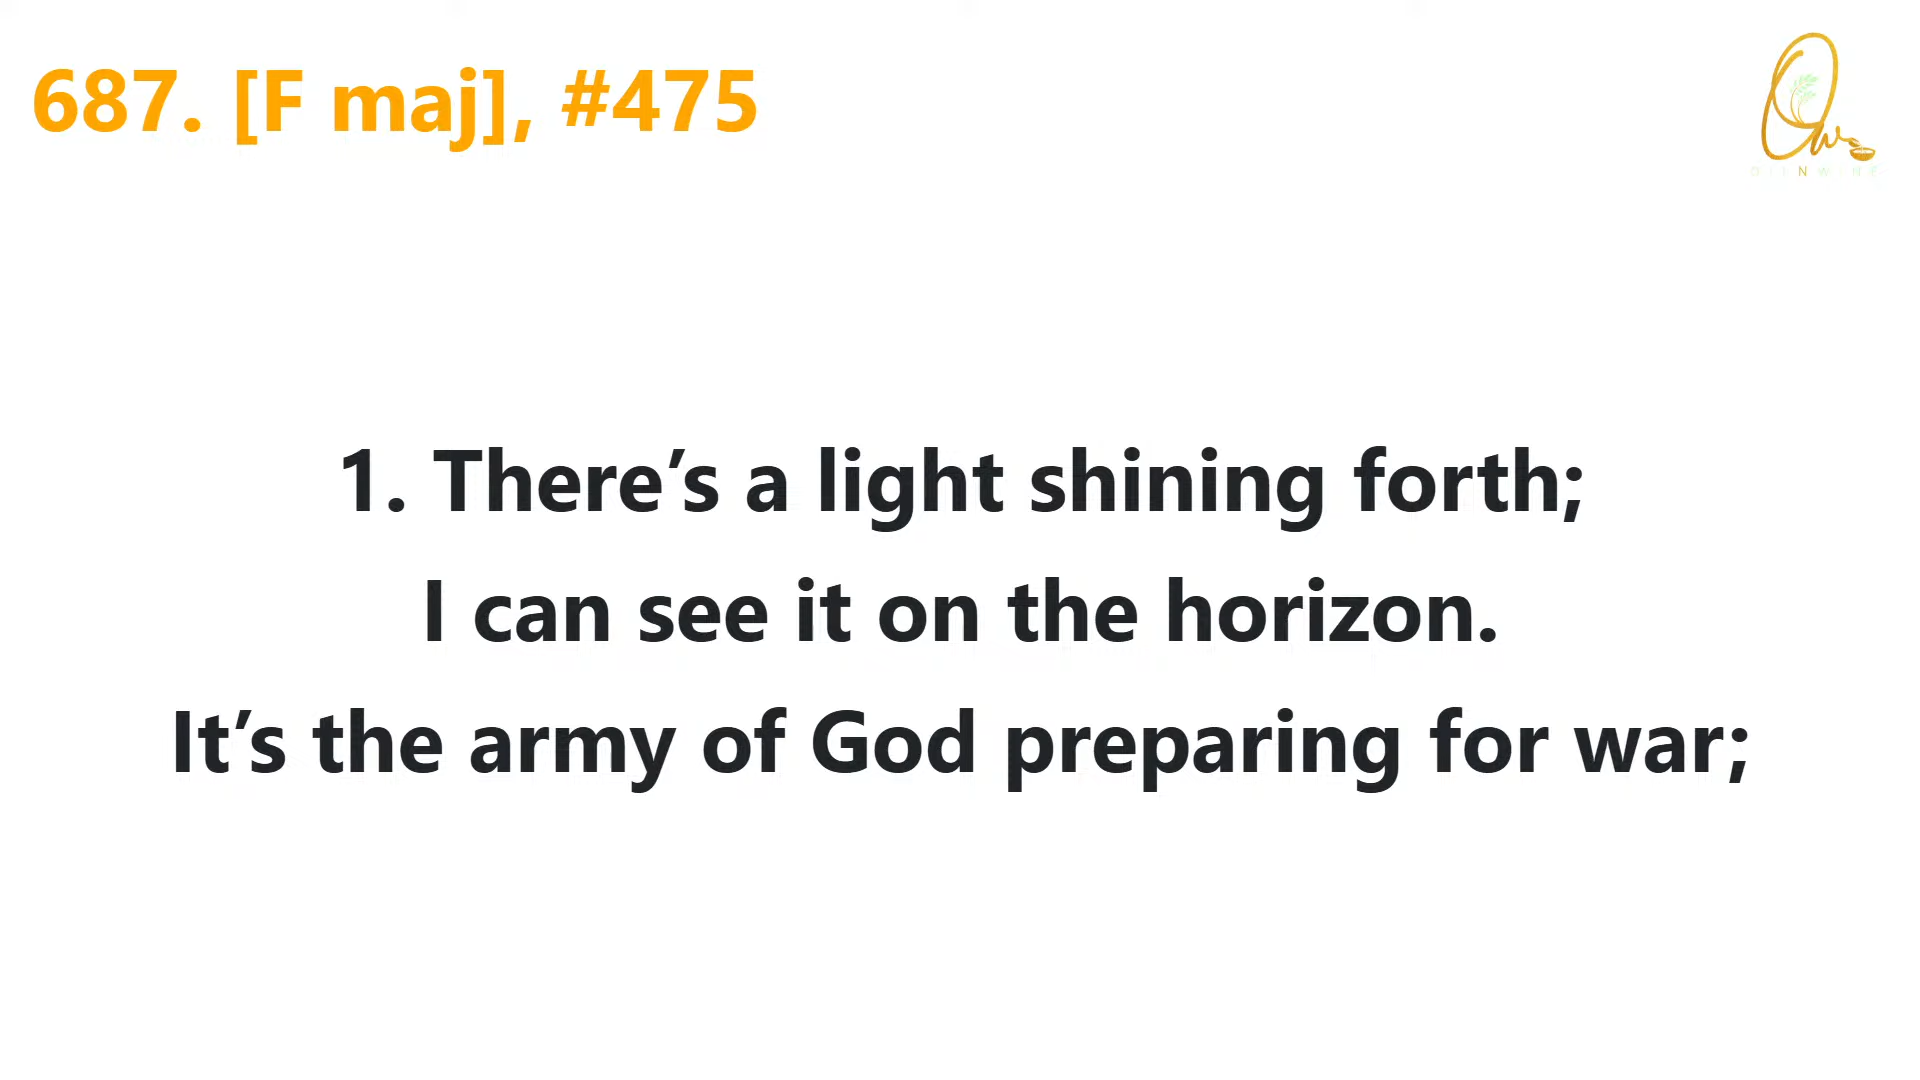 687. [F maj], #475
OILNWINE
1. There’s a light shining forth;
I can see it on the horizon.
It’s the army of God preparing for war;